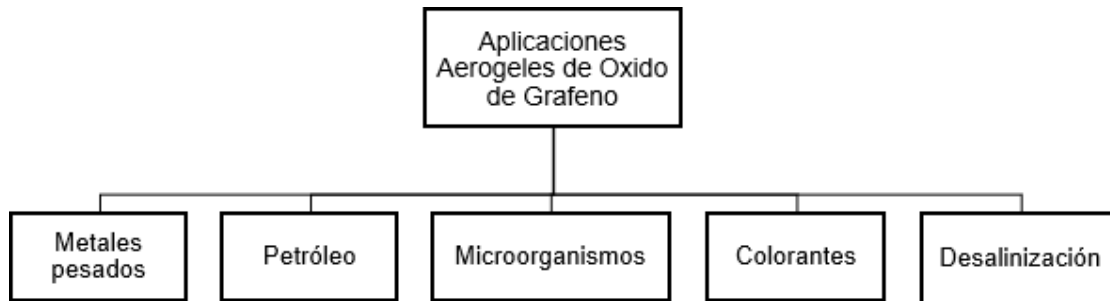 Aplicaciones
Aerogeles de Oxido
de Grafeno
Metales
pesados
Petróleo
Microorganismos
Colorantes
Desalinización